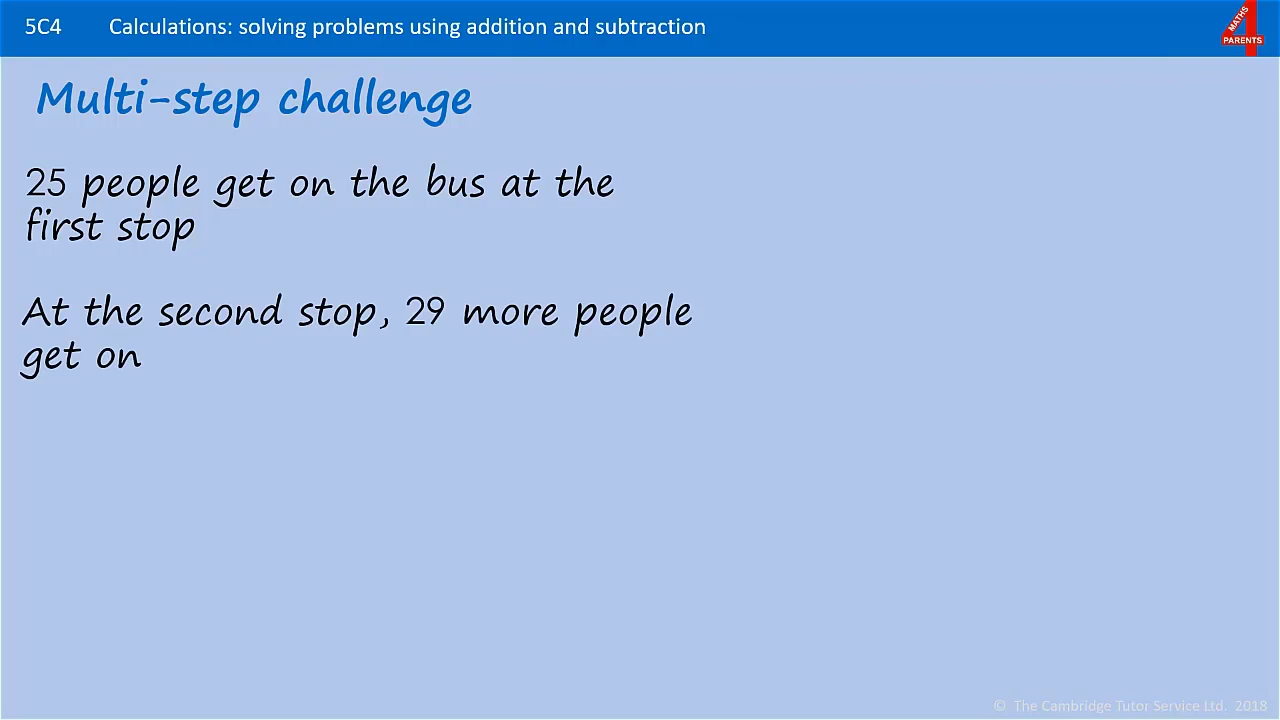 5C4 Calculations: solving problems using addition and subtraction
MATHS
4
PARENTS
Multi-step challenge
25 people get on the bus at the
first stop
At the second stop, 29 more people
get on
© The Cambridge Tutor Service Ltd. 2018